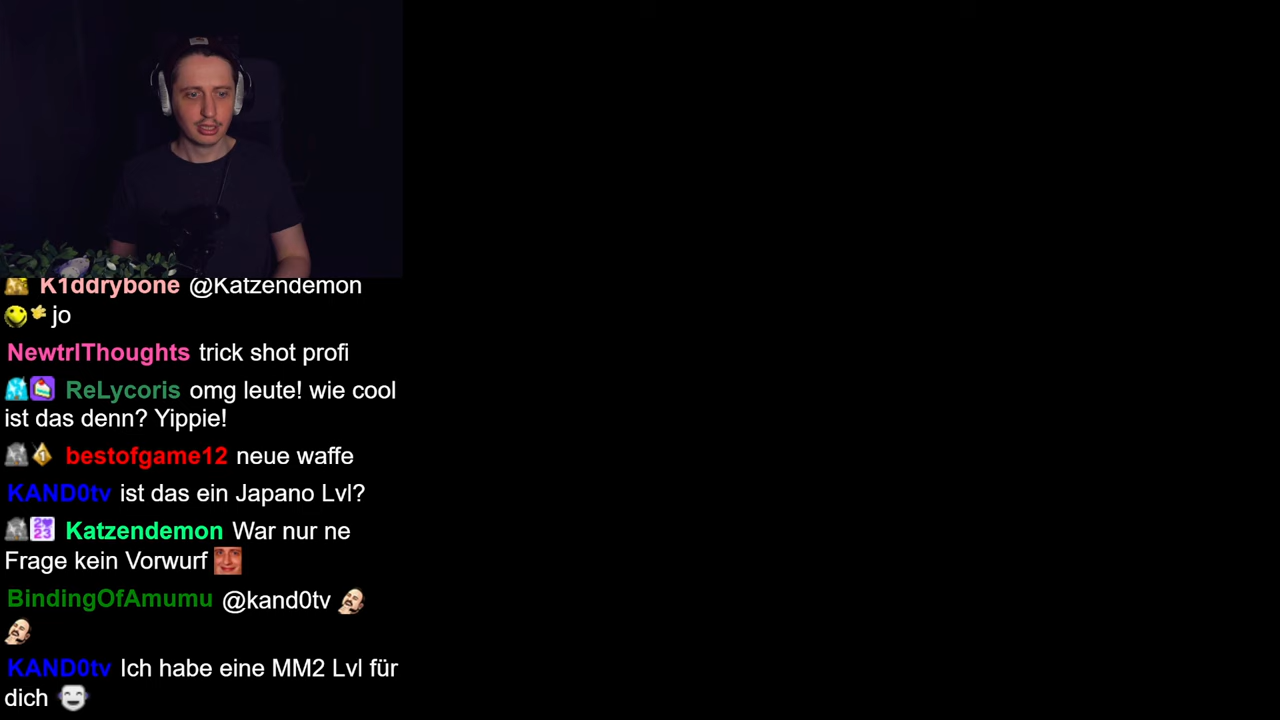 K1ddrybone @Katzendemon
jo
NewtrlThoughts trick shot profi
ReLycoris omg leute! wie cool
ist das denn? Yippie!
bestofgame12 neue waffe
KAND0tv ist das ein Japano Lvl?
Katzendemon War nur ne
Frage kein Vorwurf
BindingOfAmumu @kand0tv
KAND0tv Ich habe eine MM2 Lvl für
dich